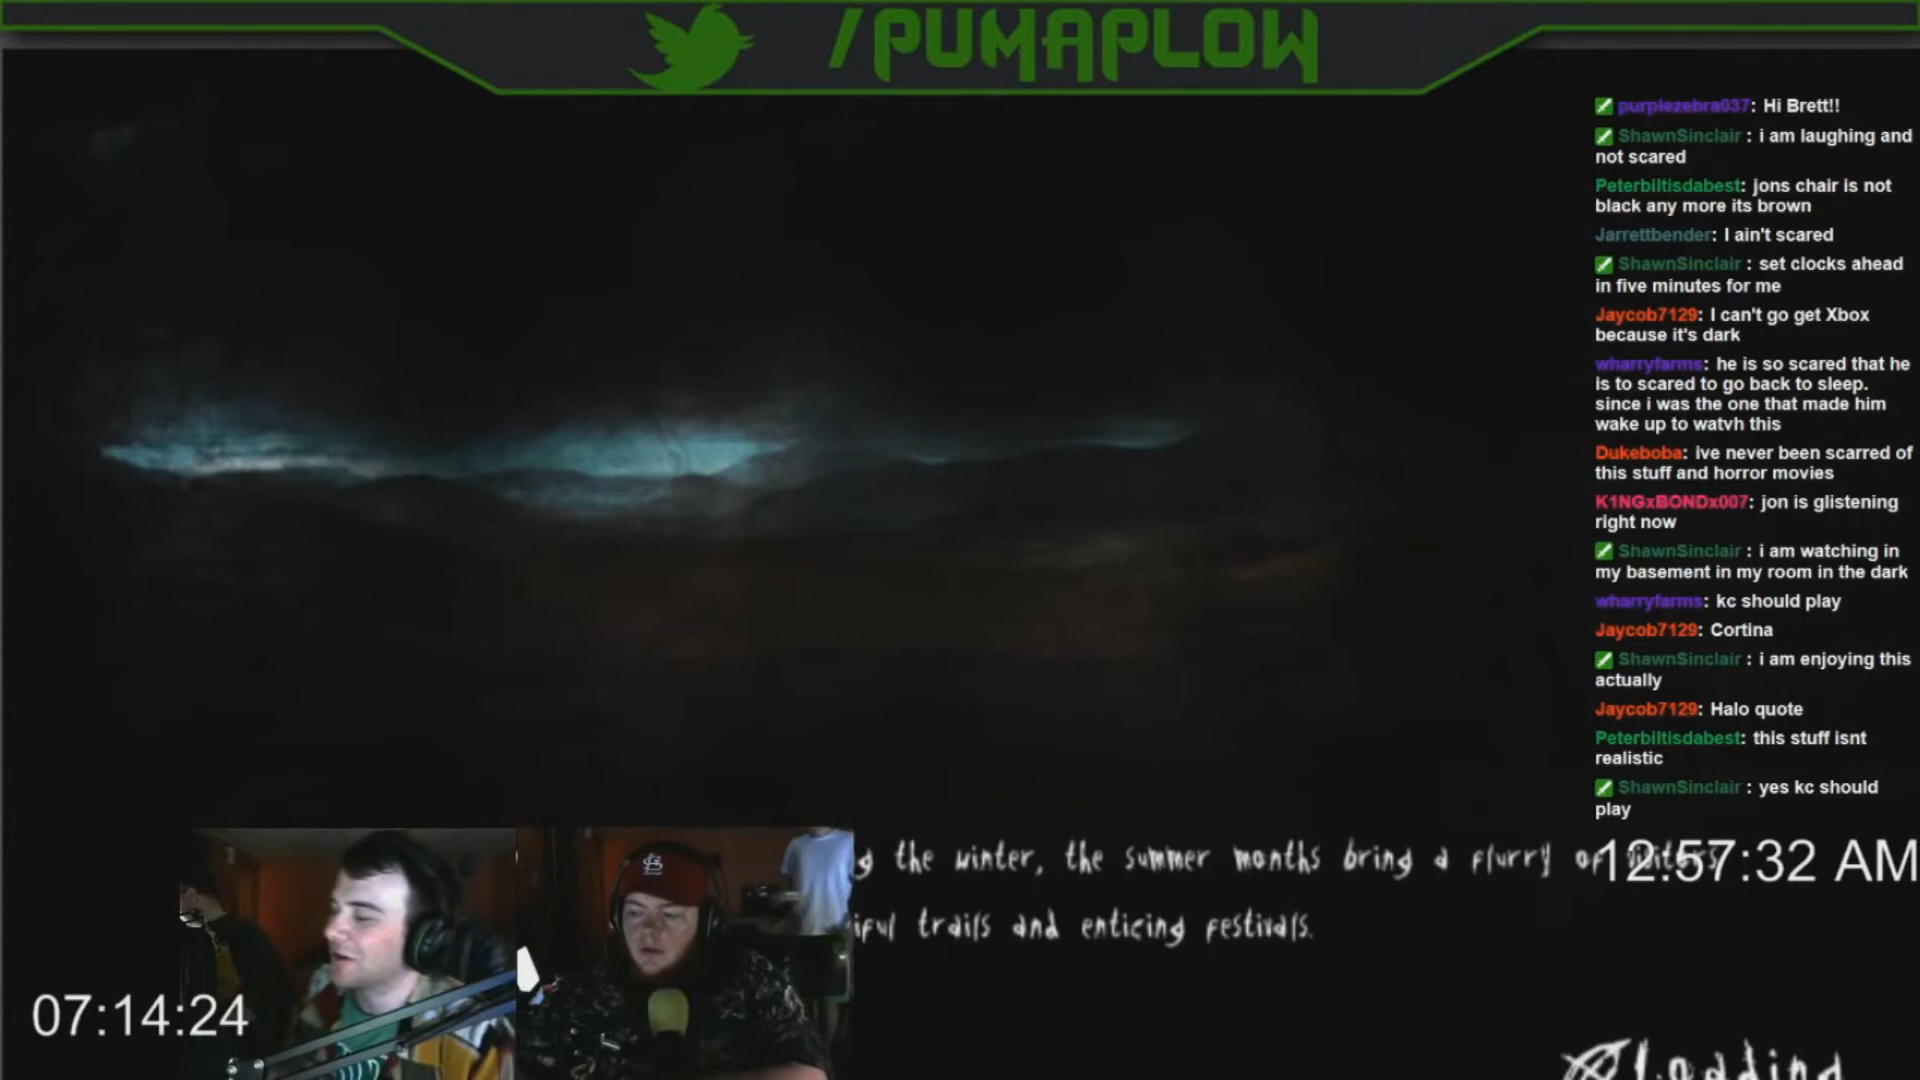 /PUMAPLOW
purplezebra037: Hi Brett!!
ShawnSinclair : i am laughing and
not scared
Peterbiltisdabest: jons chair is not
black any more its brown
Jarrettbender: I ain't scared
ShawnSinclair : set clocks ahead
in five minutes for me
Jaycob7129: I can't go get Xbox
because it's dark
wharryfarms: he is so scared that he
is to scared to go back to sleep.
since i was the one that made him
wake up to watvh this
Dukeboba: ive never been scarred of
this stuff and horror movies
K1NGxBONDx007: jon is glistening
right now
ShawnSinclair : i am watching in
my basement in my room in the dark
wharryfarms: kc should play
Jaycob7129: Cortina
ShawnSinclair : i am enjoying this
actually
Jaycob7129: Halo quote
Peterbiltisdabest: this stuff isnt
realistic
ShawnSinclair : yes kc should
play
the winter, the summer months bring a flurry of
12:57:32 AM
trails and enticing festivals.
07:14:24
Loading